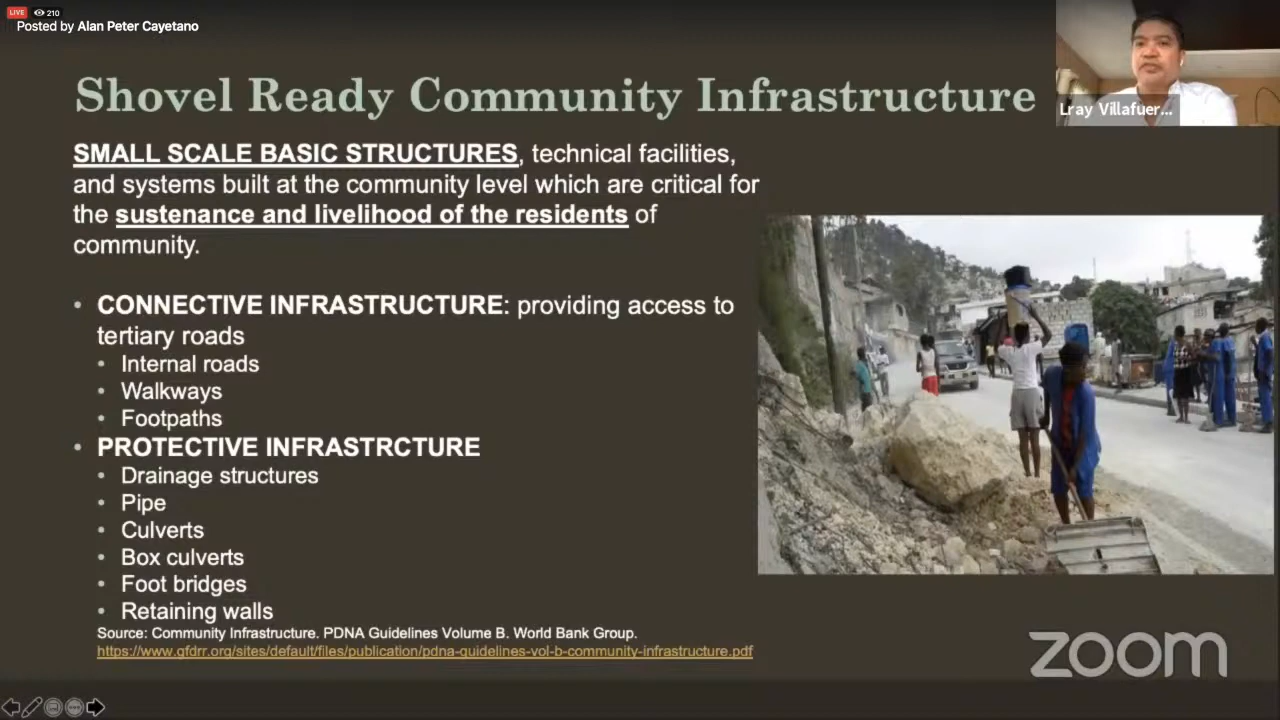 LIVE 210
Posted by Alan Peter Cayetano
Shovel Ready Community Infrastructure
Lray Villafuer...
SMALL SCALE BASIC STRUCTURES, technical facilities,
and systems built at the community level which are critical for
the sustenance and livelihood of the residents of
community.
• CONNECTIVE INFRASTRUCTURE: providing access to
tertiary roads
• Internal roads
• Walkways
• Footpaths
• PROTECTIVE INFRASTRCTURE
• Drainage structures
• Pipe
• Culverts
• Box culverts
• Foot bridges
• Retaining walls
Source: Community Infrastructure. PDNA Guidelines Volume B. World Bank Group.
https://www.gfdrr.org/sites/default/files/publication/pdna-guidelines-vol-b-community-infrastructure.pdf
zoom